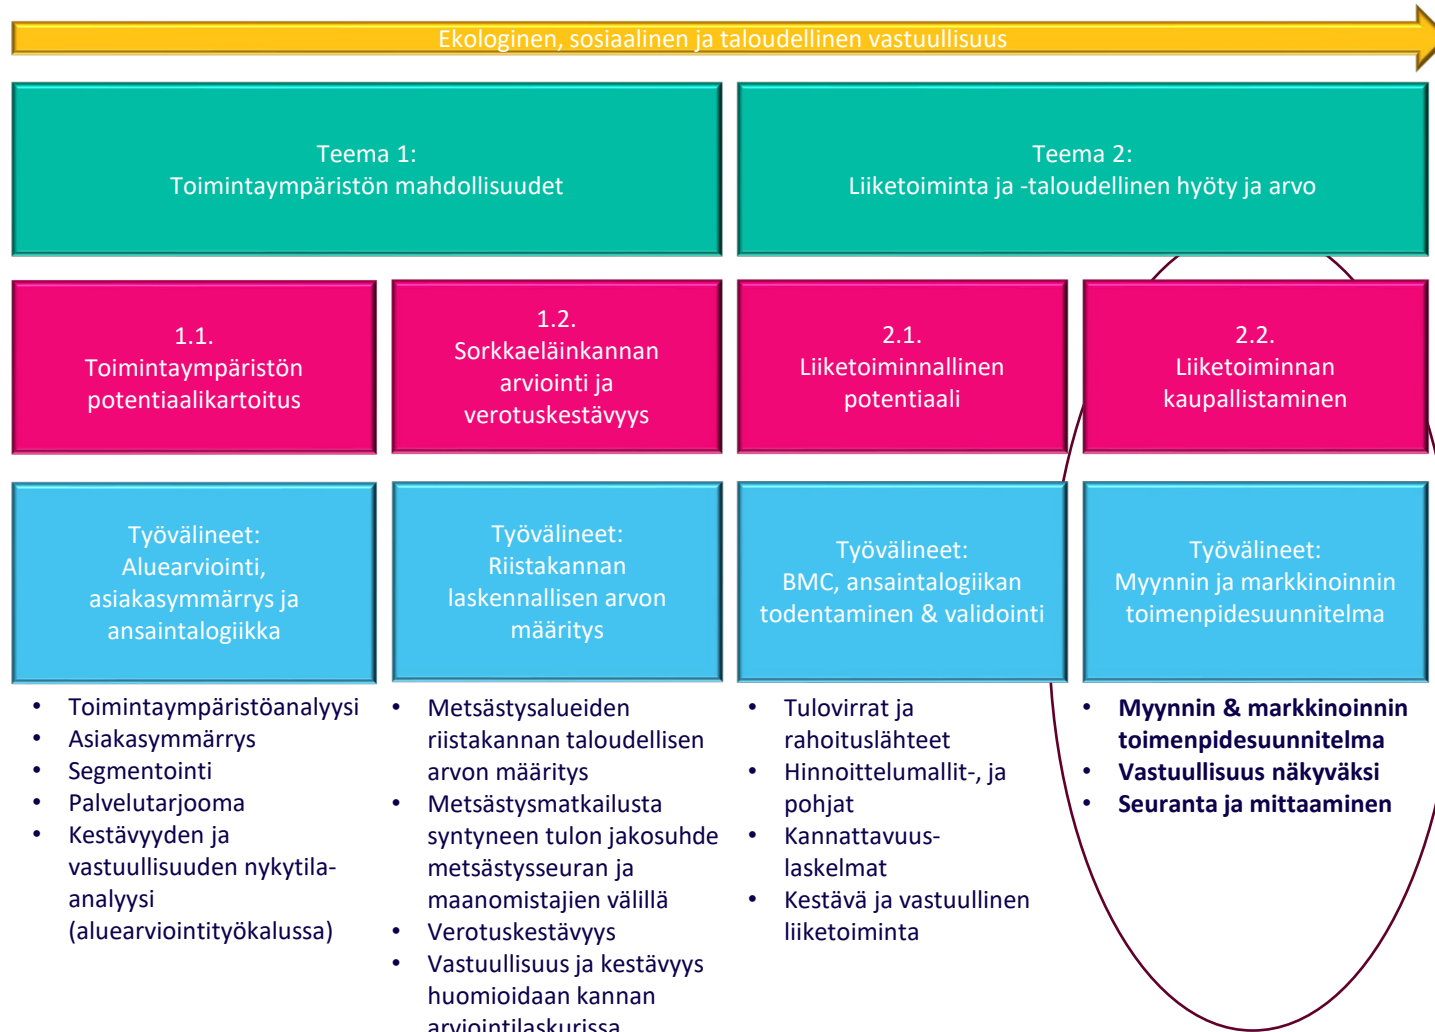 Ekologinen, sosiaalinen ja taloudellinen vastuullisuus
Teema 1:
Toimintaympäristön mahdollisuudet
Teema 2:
Liiketoiminta ja -taloudellinen hyöty ja arvo
1.1.
Toimintaympäristön
potentiaalikartoitus
1.2.
Sorkkaeläinkannan
arviointi ja
verotuskestävyys
2.1.
Liiketoiminnallinen
potentiaali
2.2.
Liiketoiminnan
kaupallistaminen
Työvälineet:
Aluearviointi,
asiakasymmärrys ja
ansaintalogiikka
Työvälineet:
Riistakannan
laskennallisen arvon
määritys
Työvälineet:
BMC, ansaintalogiikan
todentaminen & validointi
Työvälineet:
Myynnin ja markkinoinnin
toimenpidesuunnitelma
• Toimintaympäristöanalyysi
• Asiakasymmärrys
• Segmentointi
• Palvelutarjooma
• Kestävyyden ja
vastuullisuuden nykytila-
analyysi
(aluearviointityökalussa)
• Metsästysalueiden
riistakannan taloudellisen
arvon määritys
• Metsästysmatkailusta
syntyneen tulon jakosuhde
metsästysseuran ja
maanomistajien välillä
• Verotuskestävyys
• Vastuullisuus ja kestävyys
huomioidaan kannan
arviointilaskurissa
• Tulovirrat ja
rahoituslähteet
• Hinnoittelumallit-, ja
pohjat
• Kannattavuus-
laskelmat
• Kestävä ja vastuullinen
liiketoiminta
• Myynnin & markkinoinnin
toimenpidesuunnitelma
• Vastuullisuus näkyväksi
• Seuranta ja mittaaminen